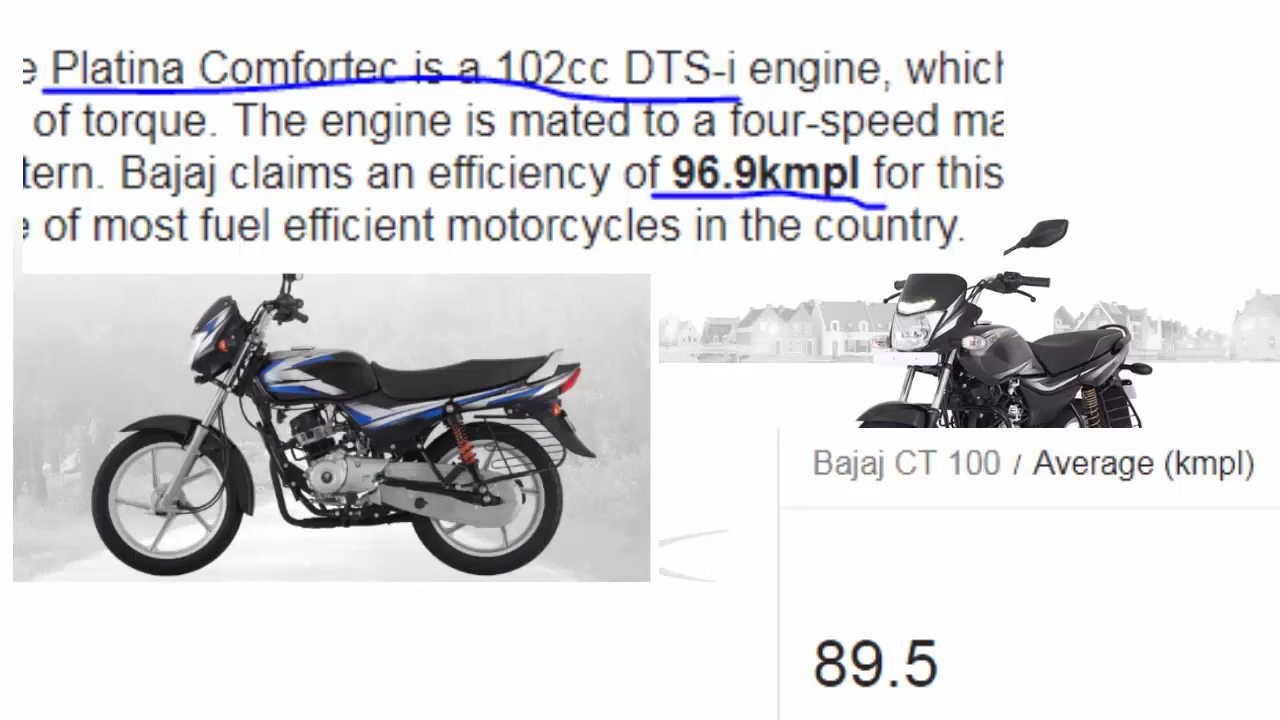 Platina Comfortec is a 102cc DTS-i engine, which
of torque. The engine is mated to a four-speed
Bajaj claims an efficiency of 96.9kmpl for this
of most fuel efficient motorcycles in the country.
Bajaj CT 100 / Average (kmpl)
89.5